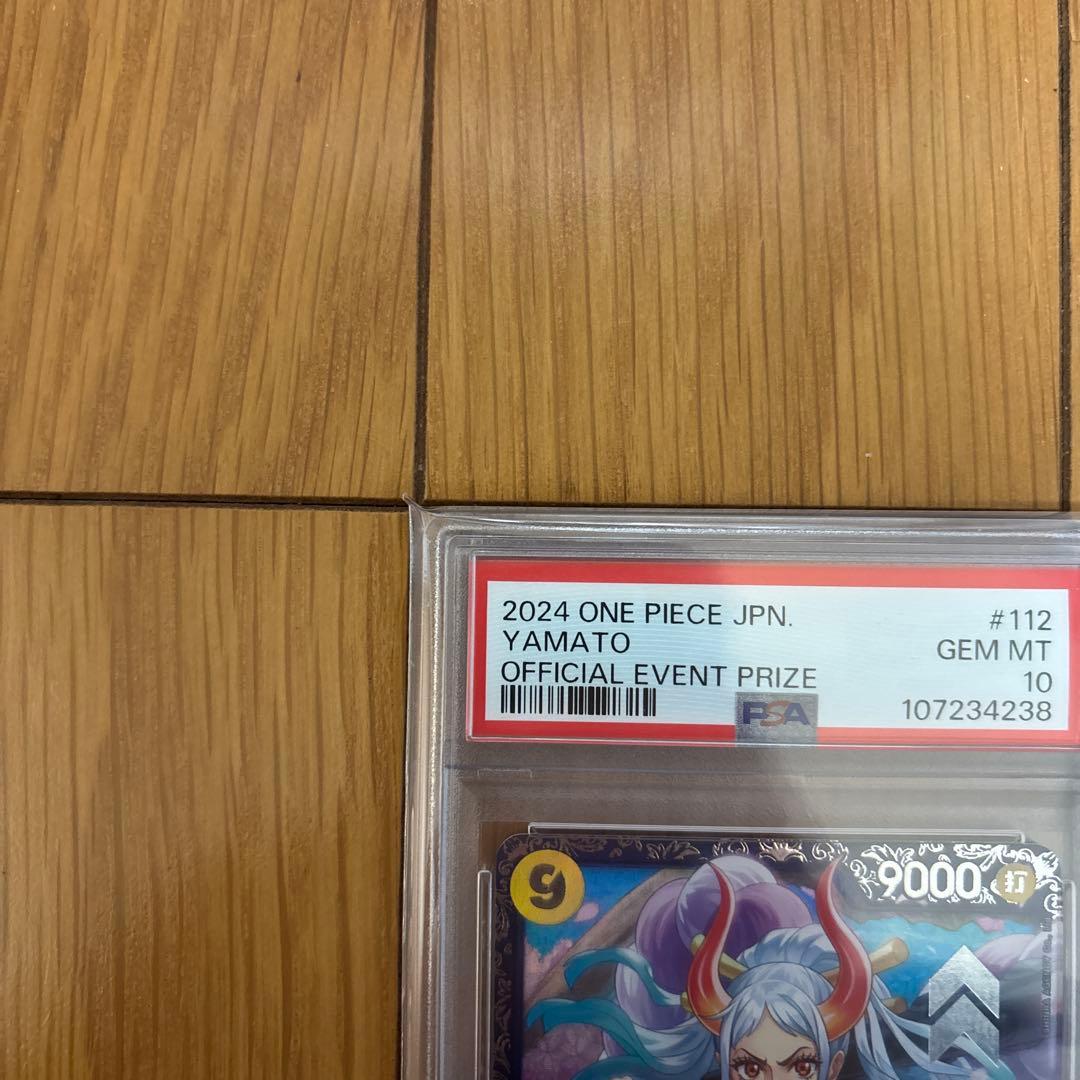 2024 ONE PIECE JPN. #112
YAMATO GEM MT
OFFICIAL EVENT PRIZE 10
PSA 107234238
9 9000 打